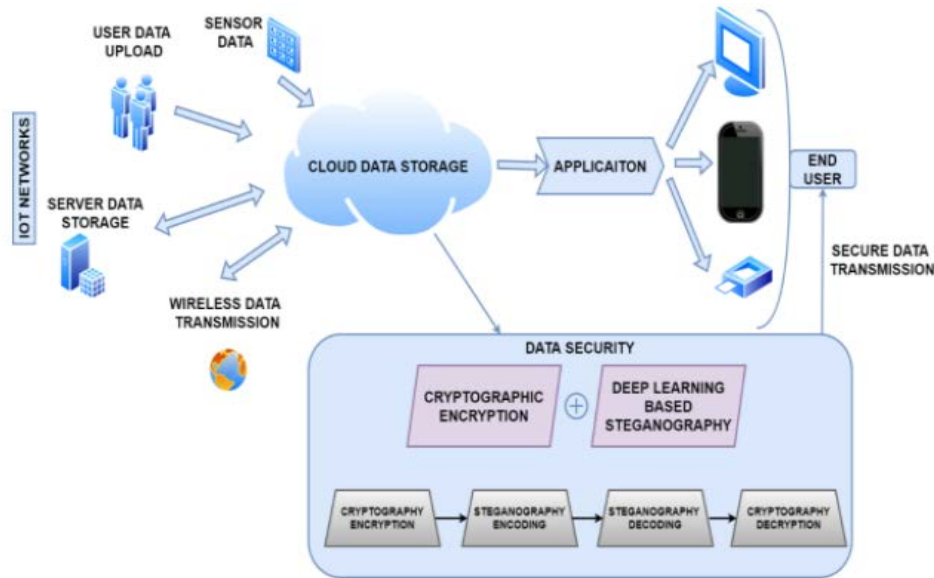 USER DATA
UPLOAD
SENSOR
DATA
IOT NETWORKS
CLOUD DATA STORAGE
APPLICAITON
END
USER
SERVER DATA
STORAGE
SECURE DATA
TRANSMISSION
WIRELESS DATA
TRANSMISSION
DATA SECURITY
CRYPTOGRAPHIC
ENCRYPTION
DEEP LEARNING
BASED
STEGANOGRAPHY
CRYPTOGRAPHY
ENCRYPTION
STEGANOGRAPHY
ENCODING
STEGANOGRAPHY
DECODING
CRYPTOGRAPHY
DECRYPTION